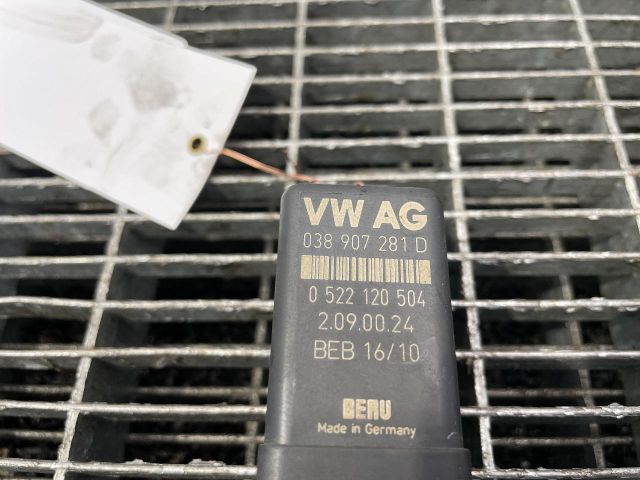 VW AG
038 907 281 D
0 522 120 504
2.09.00.24
BEB 16/10
BERU
Made in Germany